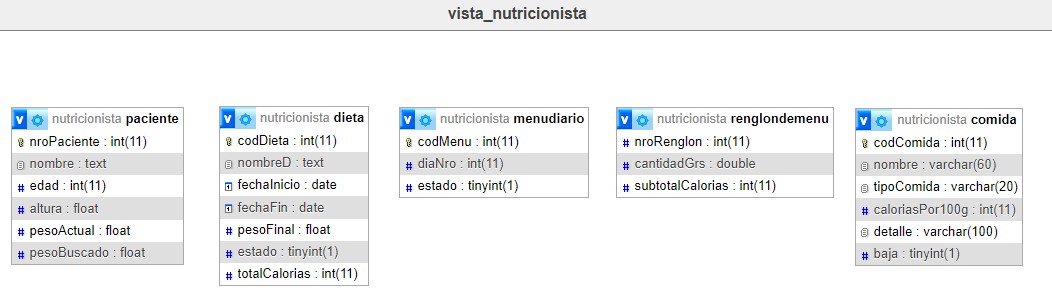 vista_nutricionista
v nutricionista paciente
nroPaciente : int(11)
nombre : text
# edad : int(11)
# altura : float
# pesoActual : float
# pesoBuscado : float
v nutricionista dieta
codDieta : int(11)
nombreD : text
fechaInicio : date
fechaFin : date
# pesoFinal : float
# estado : tinyint(1)
# totalCalorias : int(11)
v nutricionista menudiario
codMenu : int(11)
# diaNro : int(11)
# estado : tinyint(1)
v nutricionista renglondemenu
# nroRenglon : int(11)
# cantidadGrs : double
# subtotalCalorias : int(11)
v nutricionista comida
codComida : int(11)
nombre : varchar(60)
tipoComida : varchar(20)
# caloriasPor100g : int(11)
detalle : varchar(100)
# baja : tinyint(1)